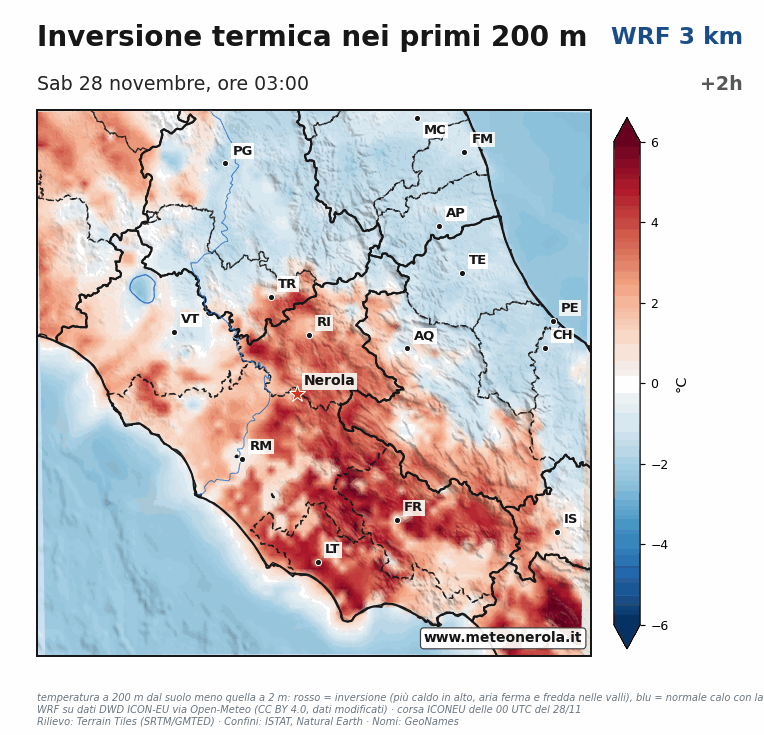 Inversione termica nei primi 200 m WRF 3 km
Sab 28 novembre, ore 03:00 +2h
MC
FM
PG
AP
TE
TR
PE
VT
RI
AQ
CH
Nerola
RM
FR
IS
LT
www.meteonerola.it
6
4
2
0
−2
−4
−6
°C
temperatura a 200 m dal suolo meno quella a 2 m: rosso = inversione (più caldo in alto, aria ferma e fredda nelle valli), blu = normale calo con la
WRF su dati DWD ICON-EU via Open-Meteo (CC BY 4.0, dati modificati) · corsa ICONEU delle 00 UTC del 28/11
Rilievo: Terrain Tiles (SRTM/GMTED) · Confini: ISTAT, Natural Earth · Nomi: GeoNames